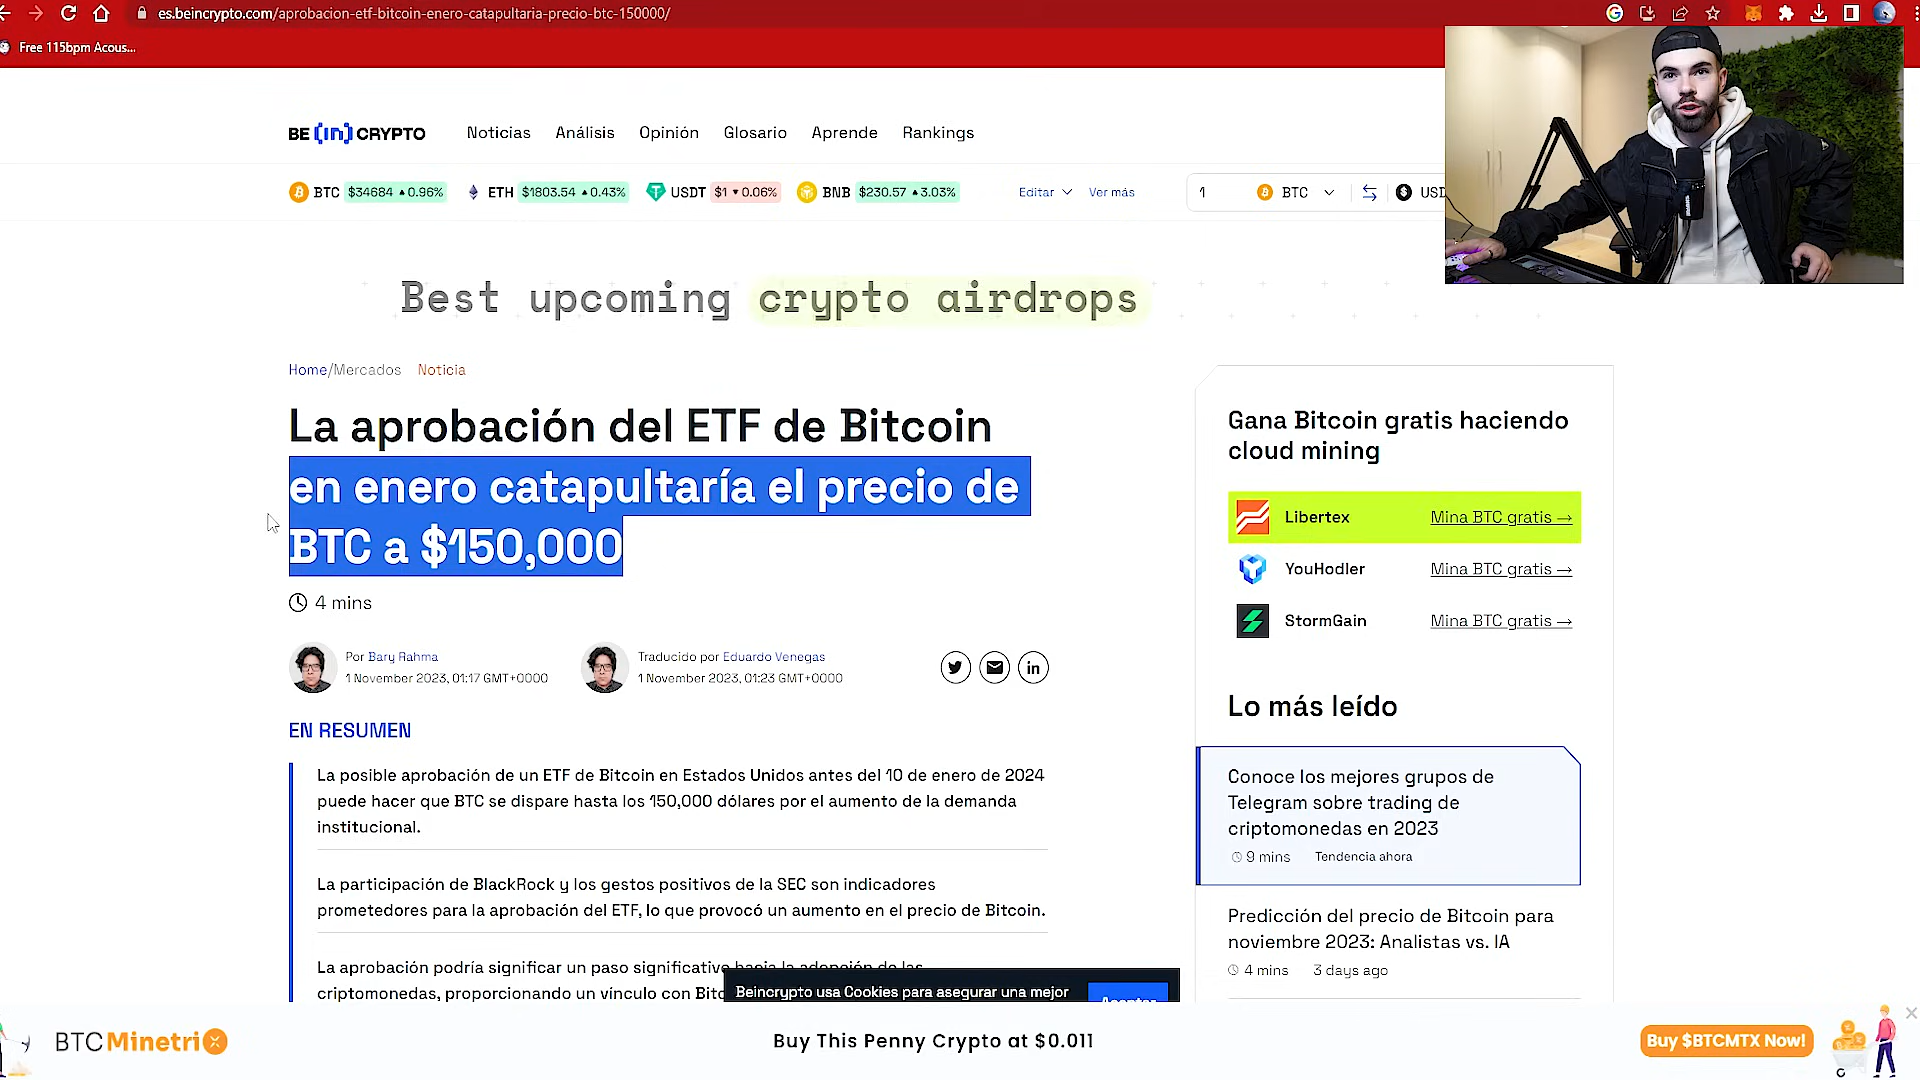 es.beincrypto.com/aprobacion-etf-bitcoin-enero-catapultaria-precio-btc-150000/
Free 115bpm Acous...
BE [IN] CRYPTO Noticias Análisis Opinión Glosario Aprende Rankings
BTC $34684 ▲0.96% ETH $1803.54 ▲0.43% USDT $1 ▼0.06% BNB $230.57 ▲3.03% Editar Ver más 1 BTC USD
Best upcoming crypto airdrops
Home/Mercados Noticia
La aprobación del ETF de Bitcoin
en enero catapultaría el precio de
BTC a $150,000
4 mins
Por Bary Rahma
1 November 2023, 01:17 GMT+0000
Traducido por Eduardo Venegas
1 November 2023, 01:23 GMT+0000
EN RESUMEN
La posible aprobación de un ETF de Bitcoin en Estados Unidos antes del 10 de enero de 2024
puede hacer que BTC se dispare hasta los 150,000 dólares por el aumento de la demanda
institucional.
La participación de BlackRock y los gestos positivos de la SEC son indicadores
prometedores para la aprobación del ETF, lo que provocó un aumento en el precio de Bitcoin.
La aprobación podría significar un paso significativo hacia la adopción de las
criptomonedas, proporcionando un vínculo con Bitc
Gana Bitcoin gratis haciendo
cloud mining
Libertex Mina BTC gratis →
YouHodler Mina BTC gratis →
StormGain Mina BTC gratis →
Lo más leído
Conoce los mejores grupos de
Telegram sobre trading de
criptomonedas en 2023
9 mins Tendencia ahora
Predicción del precio de Bitcoin para
noviembre 2023: Analistas vs. IA
4 mins 3 days ago
Beincrypto usa Cookies para asegurar una mejor
Aceptar
BTCMinetrix Buy This Penny Crypto at $0.011 Buy $BTCMTX Now!